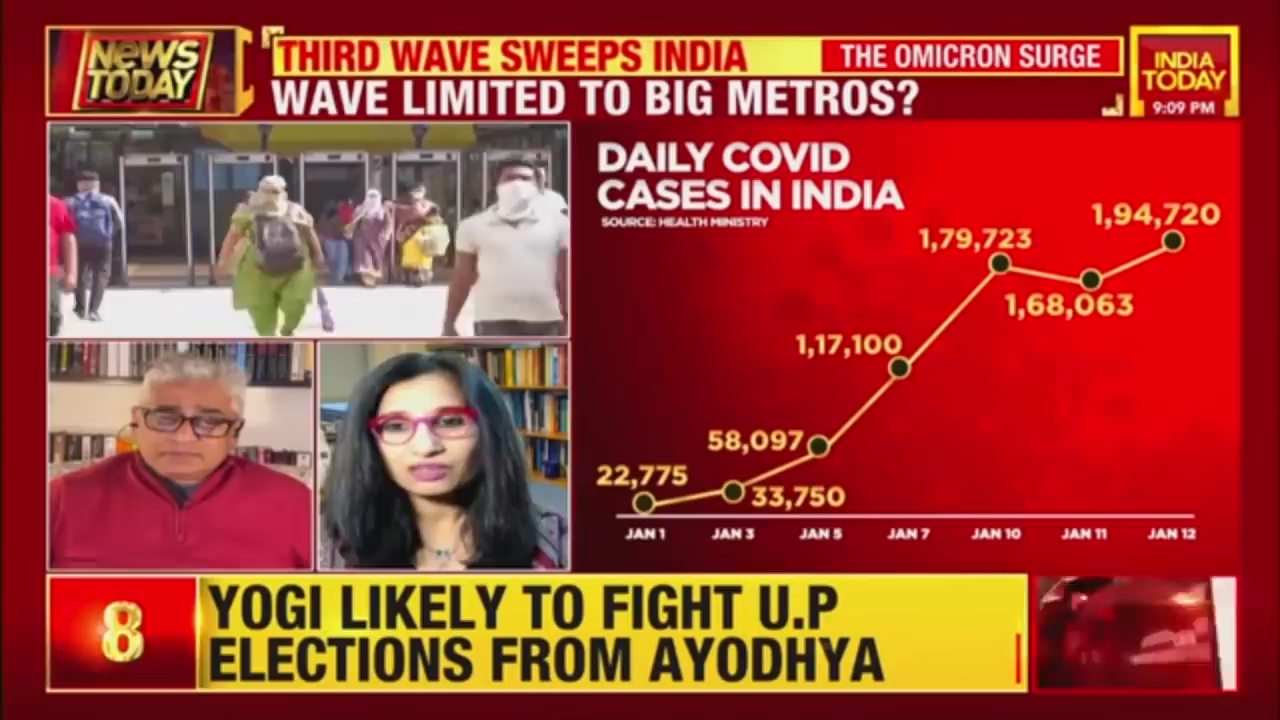 NEWS
TODAY
THIRD WAVE SWEEPS INDIA
THE OMICRON SURGE
WAVE LIMITED TO BIG METROS?
INDIA
TODAY
9:09 PM
DAILY COVID
CASES IN INDIA
SOURCE: HEALTH MINISTRY
22,775
33,750
58,097
1,17,100
1,79,723
1,68,063
1,94,720
JAN 1 JAN 3 JAN 5 JAN 7 JAN 10 JAN 11 JAN 12
8
YOGI LIKELY TO FIGHT U.P
ELECTIONS FROM AYODHYA